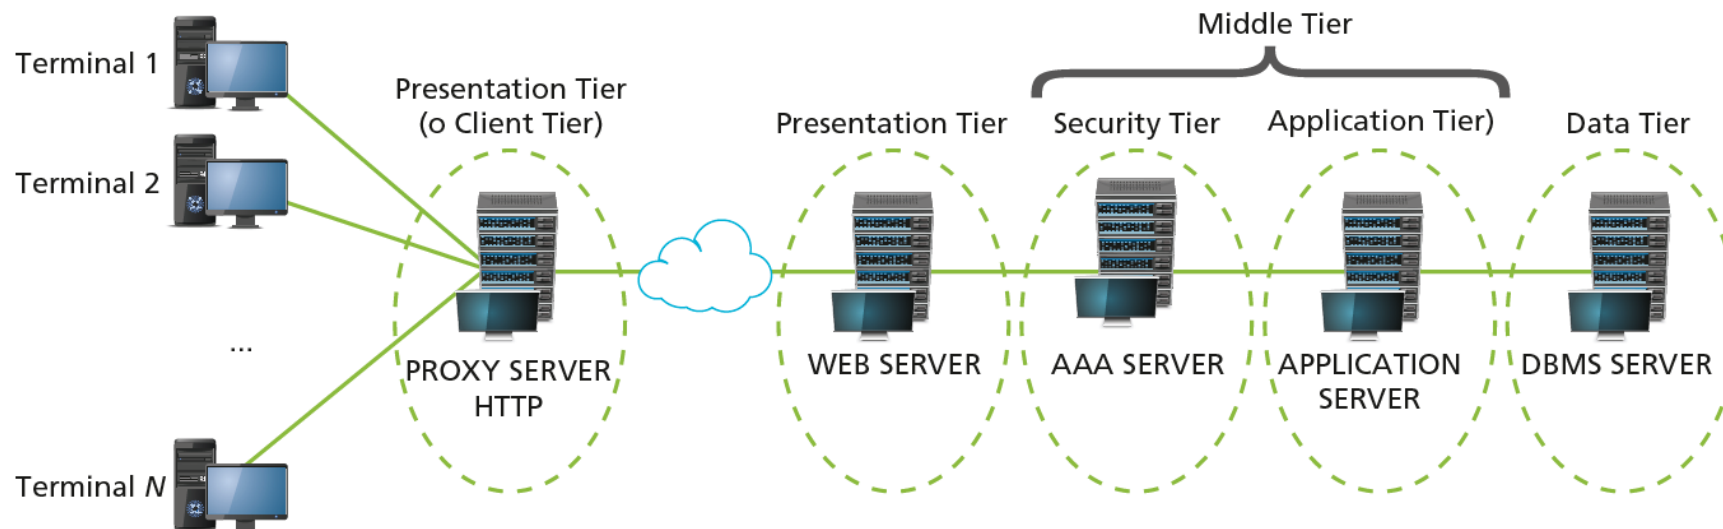 Middle Tier
Terminal 1
Presentation Tier
(o Client Tier)
Presentation Tier
Security Tier
Application Tier)
Data Tier
Terminal 2
...
PROXY SERVER
HTTP
WEB SERVER
AAA SERVER
APPLICATION
SERVER
DBMS SERVER
Terminal N